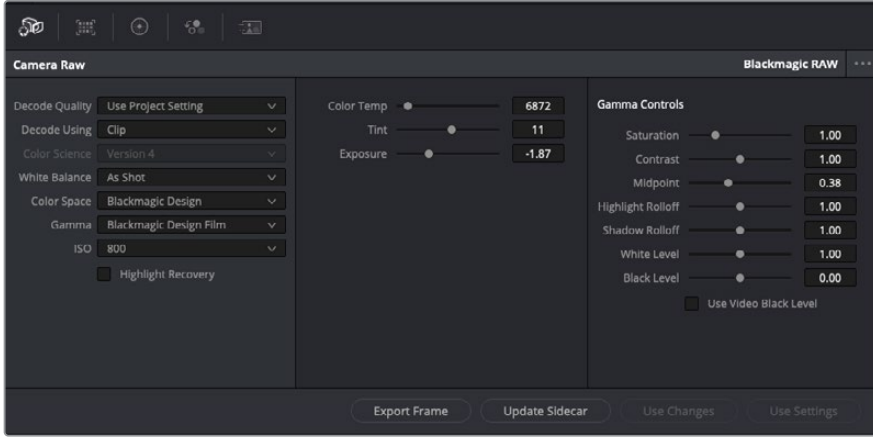 Camera Raw
Blackmagic RAW
Decode Quality Use Project Setting
Decode Using Clip
Color Science Version 4
White Balance As Shot
Color Space Blackmagic Design
Gamma Blackmagic Design Film
ISO 800
Highlight Recovery
Color Temp 6872
Tint 11
Exposure -1.87
Gamma Controls
Saturation 1.00
Contrast 1.00
Midpoint 0.38
Highlight Rolloff 1.00
Shadow Rolloff 1.00
White Level 1.00
Black Level 0.00
Use Video Black Level
Export Frame
Update Sidecar
Use Changes
Use Settings